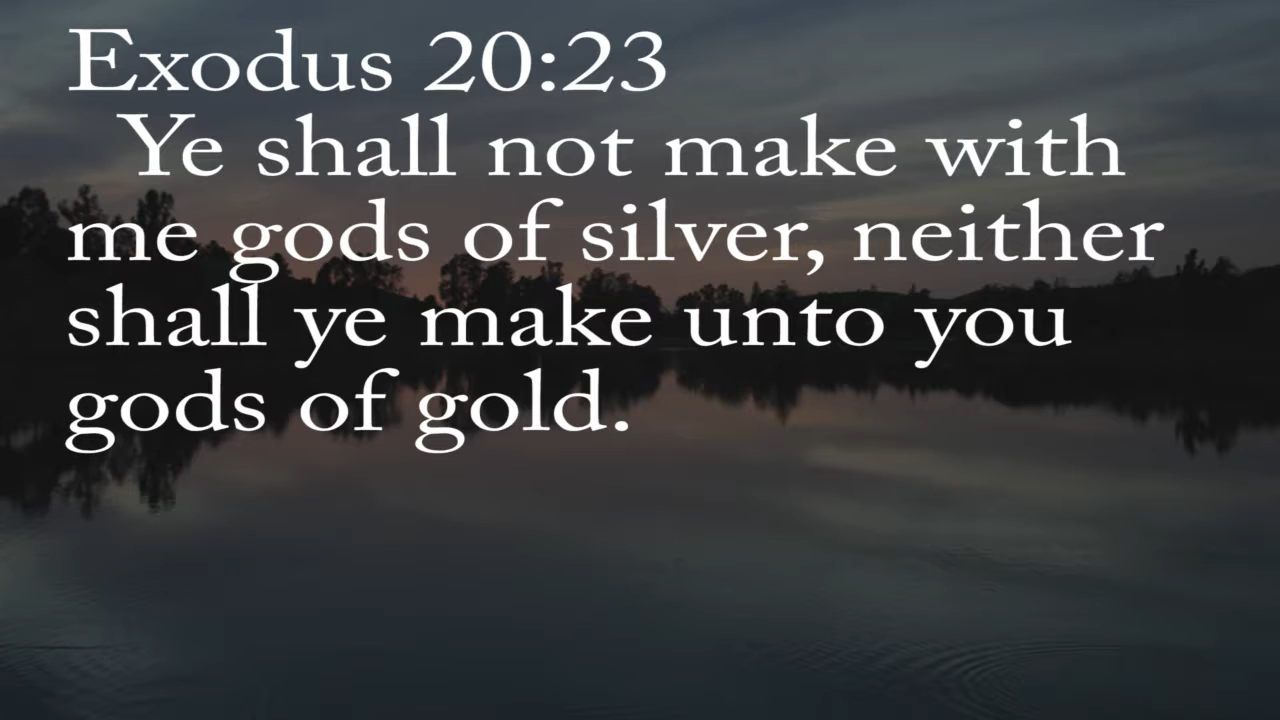 Exodus 20:23
Ye shall not make with
me gods of silver, neither
shall ye make unto you
gods of gold.